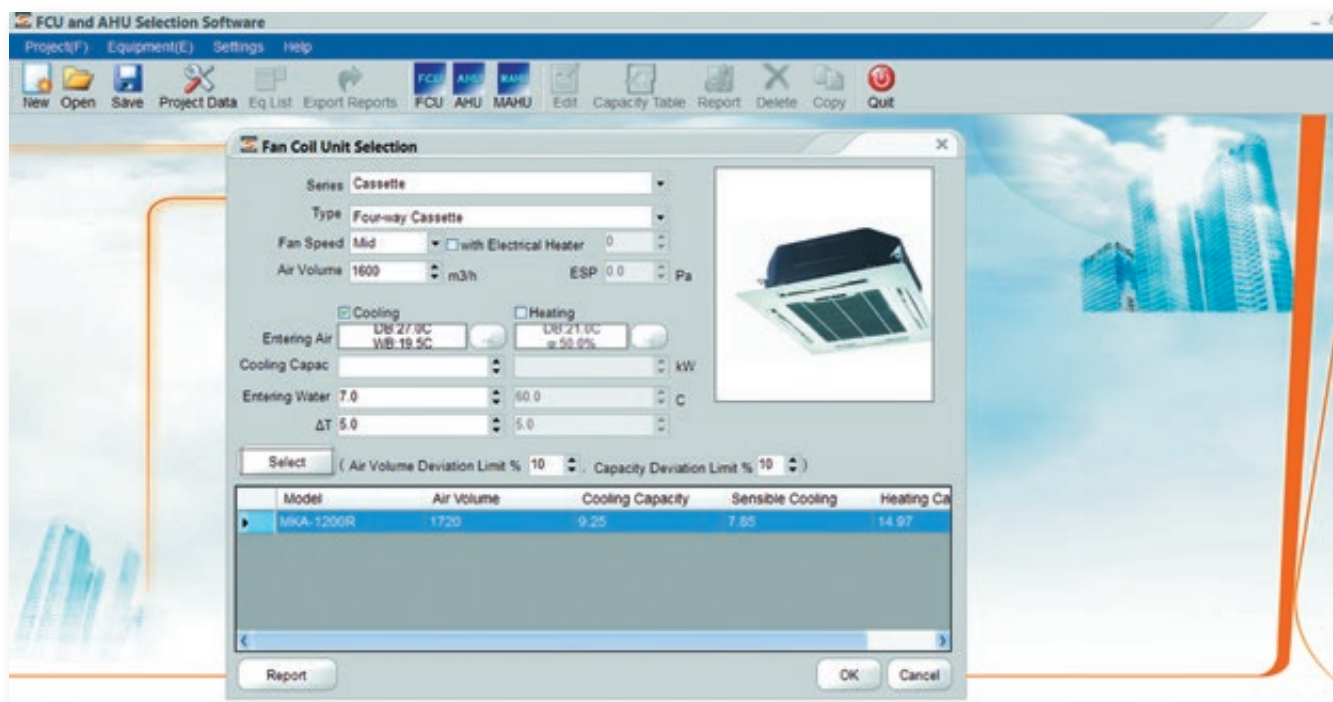 FCU and AHU Selection Software
Project(F) Equipment(E) Settings Help
FCU AHU MAHU
New Open Save Project Data Eq List Export Reports FCU AHU MAHU Edit Capacity Table Report Delete Copy Quit
Fan Coil Unit Selection
Series Cassette
Type Four-way Cassette
Fan Speed Mid with Electrical Heater 0
Air Volume 1600 m3/h ESP 0.0 Pa
Cooling Heating
Entering Air DB:27.0C DB:21.0C
WB:19.5C φ:50.0%
Cooling Capac kW
Entering Water 7.0 60.0 C
ΔT 5.0 5.0
Select ( Air Volume Deviation Limit % 10 , Capacity Deviation Limit % 10 )
Model Air Volume Cooling Capacity Sensible Cooling Heating Ca
MKA-1200R 1720 9.25 7.85 14.97
Report OK Cancel